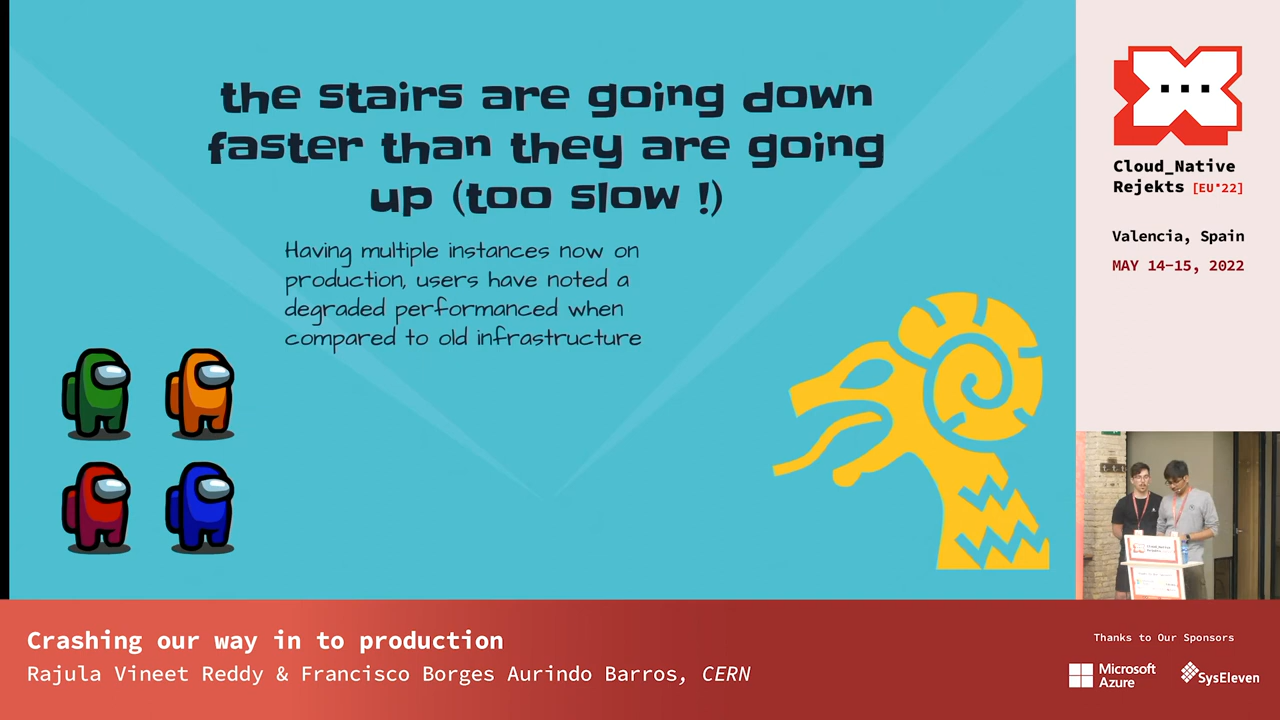 the stairs are going down
faster than they are going
up (too slow !)
Having multiple instances now on
production, users have noted a
degraded performanced when
compared to old infrastructure
Cloud_Native
Rejekts [EU*22]
Valencia, Spain
MAY 14-15, 2022
Crashing our way in to production
Rajula Vineet Reddy & Francisco Borges Aurindo Barros, CERN
Thanks to Our Sponsors
Microsoft
Azure
SysEleven